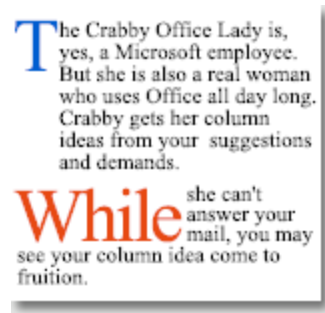 The Crabby Office Lady is,
yes, a Microsoft employee.
But she is also a real woman
who uses Office all day long.
Crabby gets her column
ideas from your  suggestions
and demands.
While she can't
answer your
mail, you may
see your column idea come to
fruition.